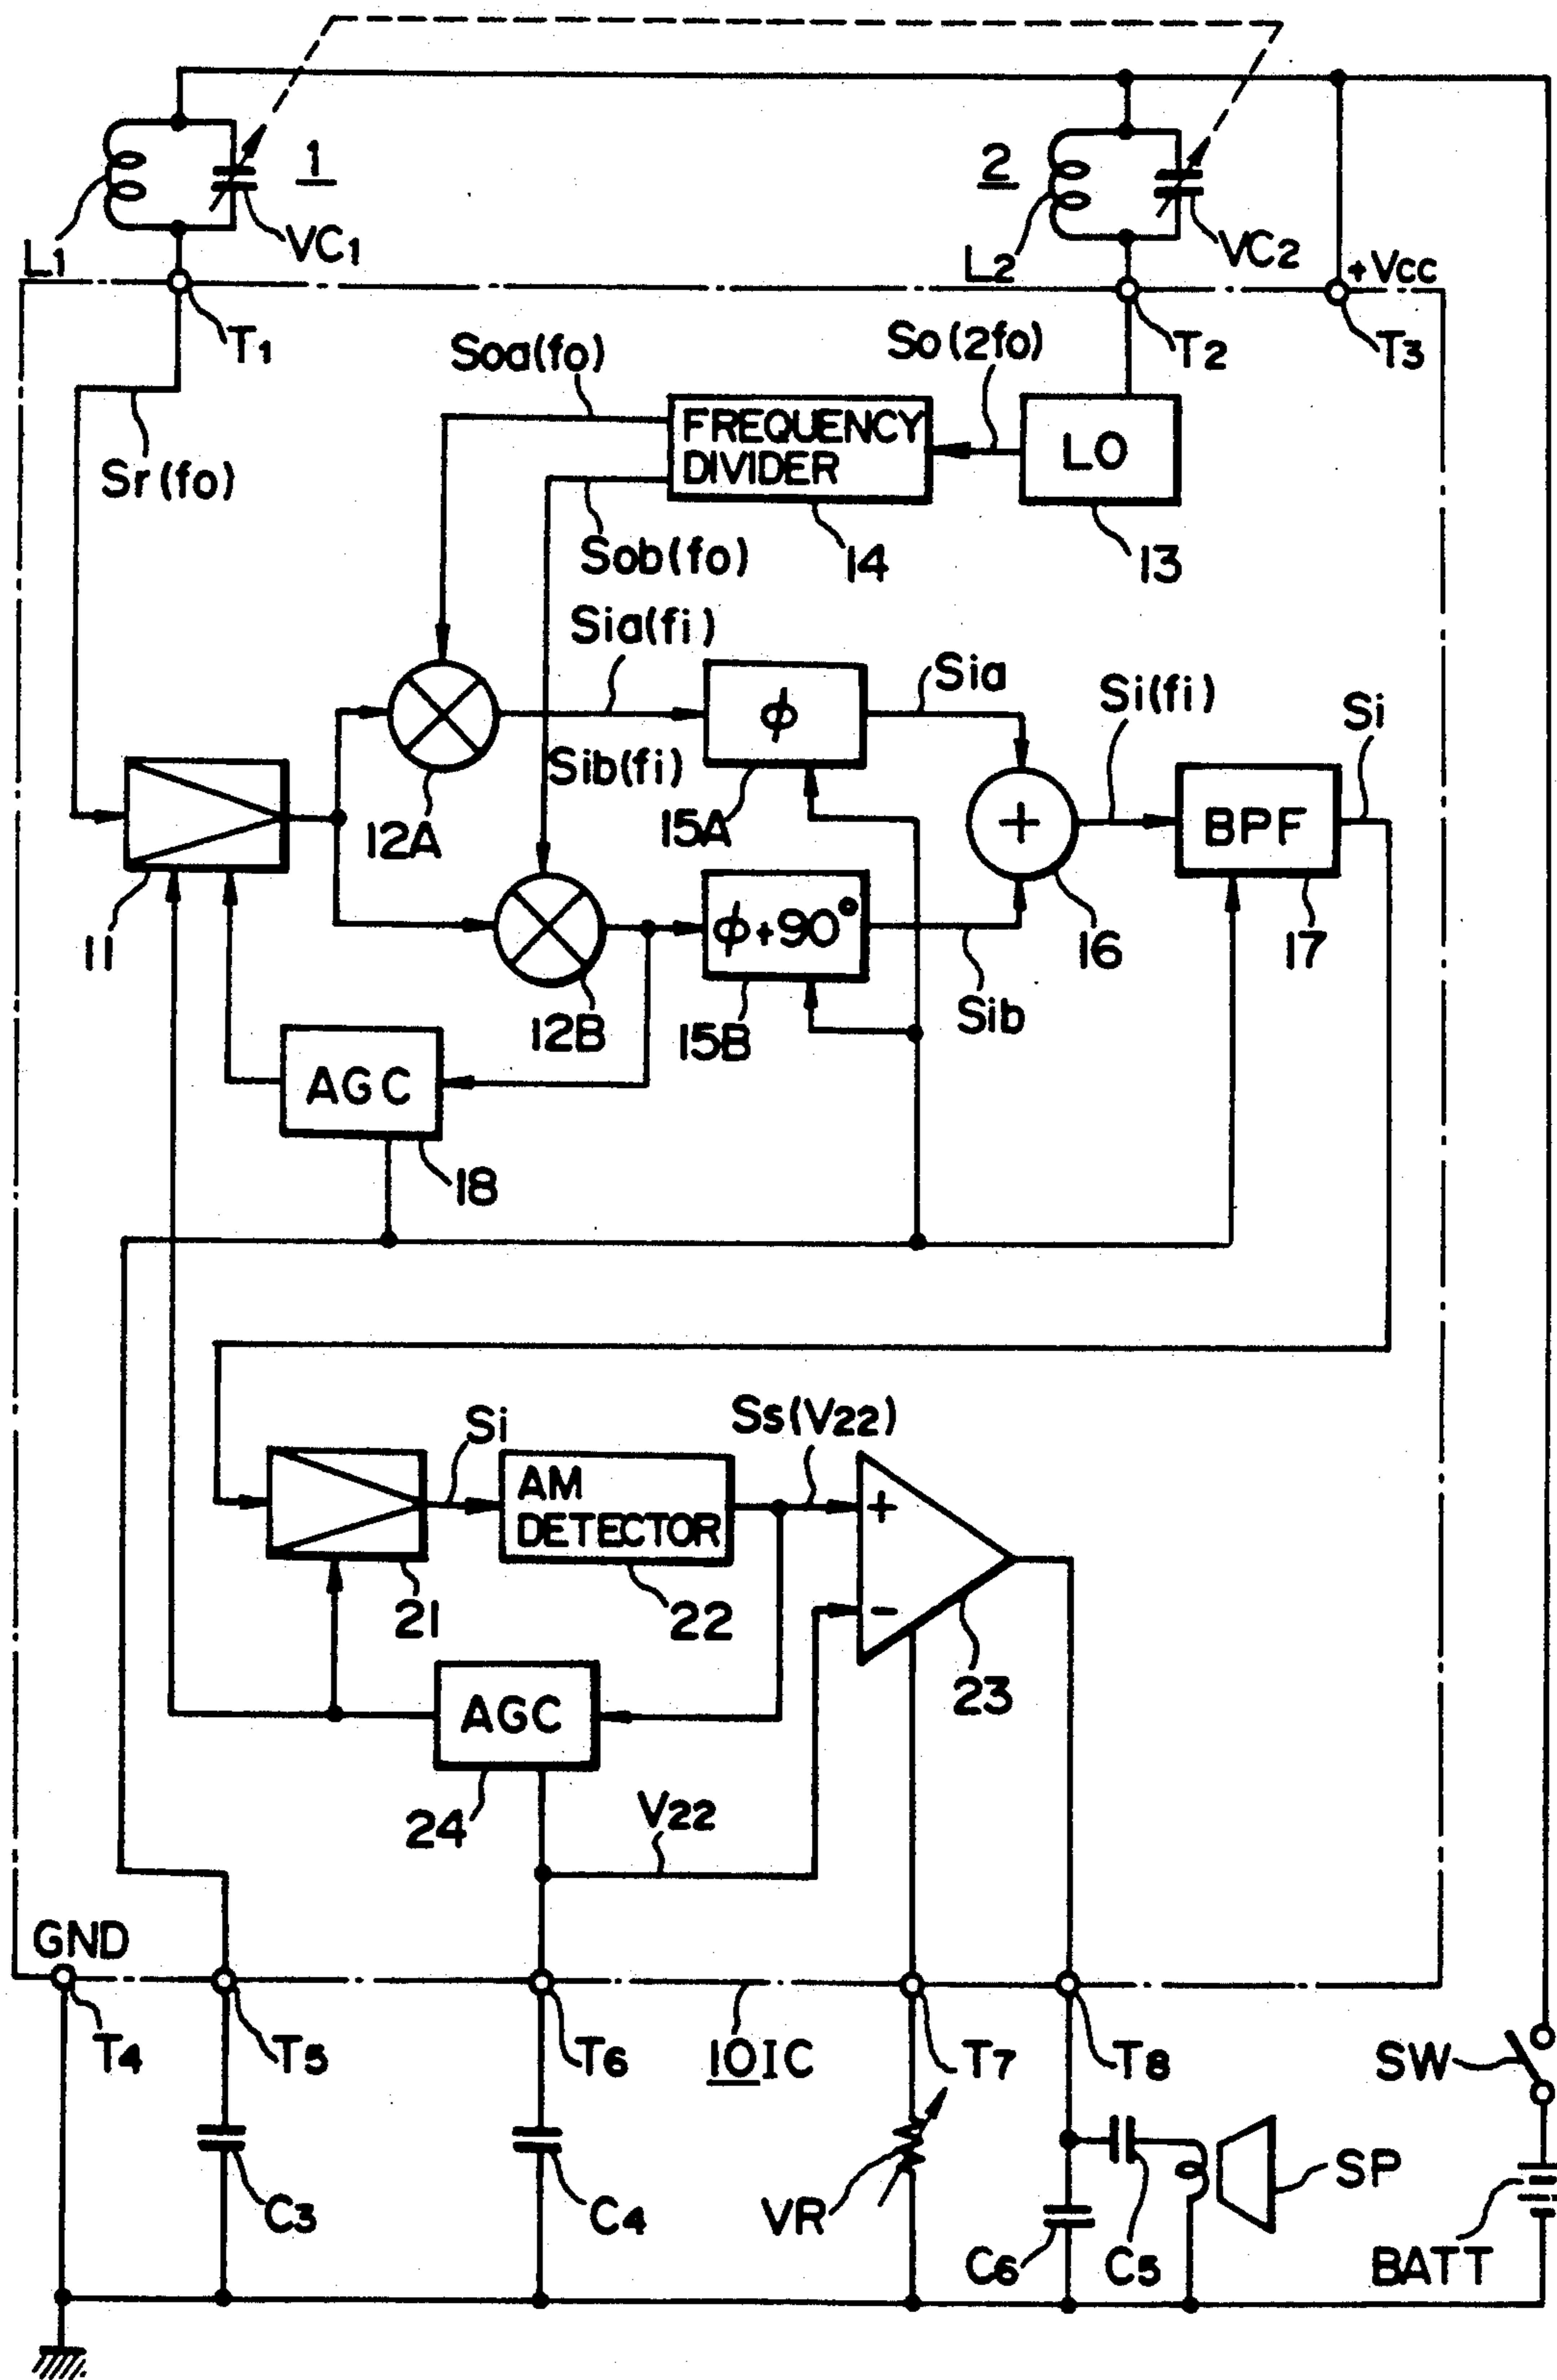 1
2
L1
VC1
L2
VC2
+Vcc
T1
T2
T3
Soa(fo)
So(2fo)
FREQUENCY
DIVIDER
LO
Sr(fo)
Sob(fo)
14
13
Sia(fi)
Sia
Si(fi)
Si
φ
Sib(fi)
12A
15A
+
BPF
11
φ+90°
16
17
12B
15B
Sib
AGC
18
Ss(V22)
Si
AM
DETECTOR
+
-
21
22
23
AGC
24
V22
GND
T4
T5
T6
10IC
T7
T8
SW
C3
C4
VR
C6
C5
SP
BATT